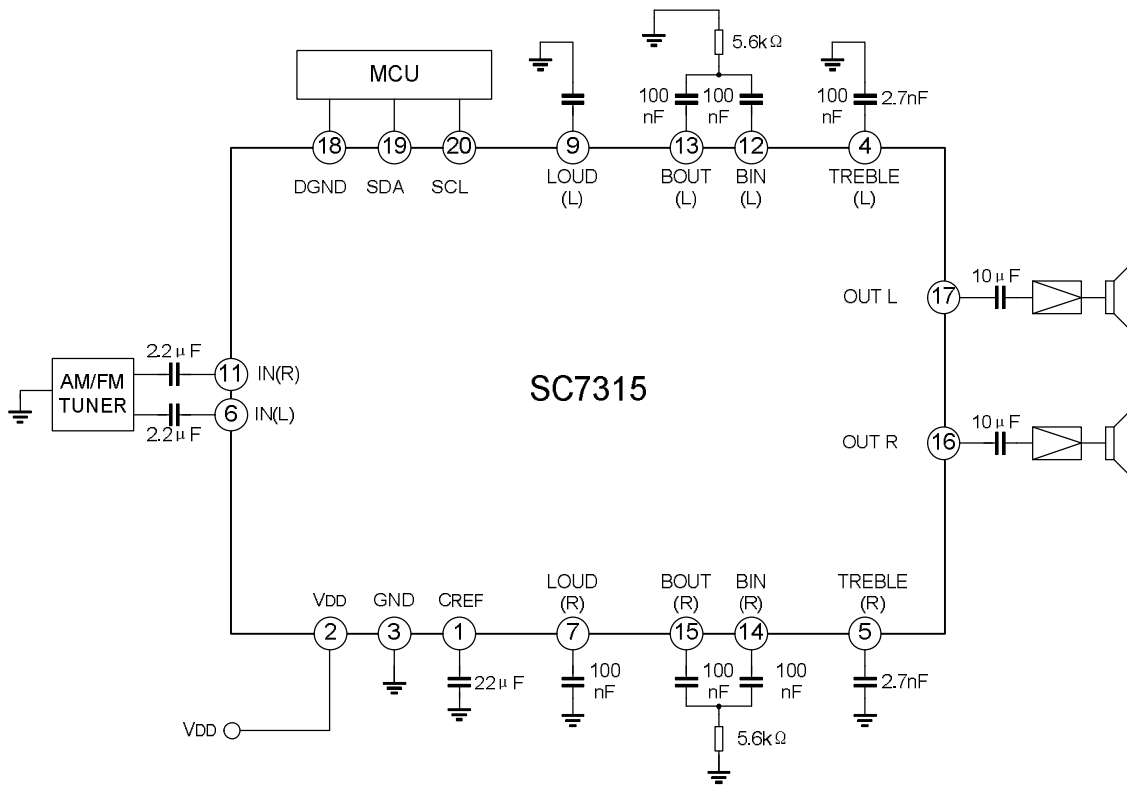 5.6kΩ
MCU
100
nF
100
nF
100
nF
2.7nF
18
19
20
9
13
12
4
DGND
SDA
SCL
LOUD
(L)
BOUT
(L)
BIN
(L)
TREBLE
(L)
OUT L
17
10μF
2.2μF
AM/FM
TUNER
11
IN(R)
6
IN(L)
2.2μF
SC7315
OUT R
16
10μF
VDD
GND
CREF
LOUD
(R)
BOUT
(R)
BIN
(R)
TREBLE
(R)
2
3
1
7
15
14
5
22μF
100
nF
100
nF
100
nF
2.7nF
VDD
5.6kΩ